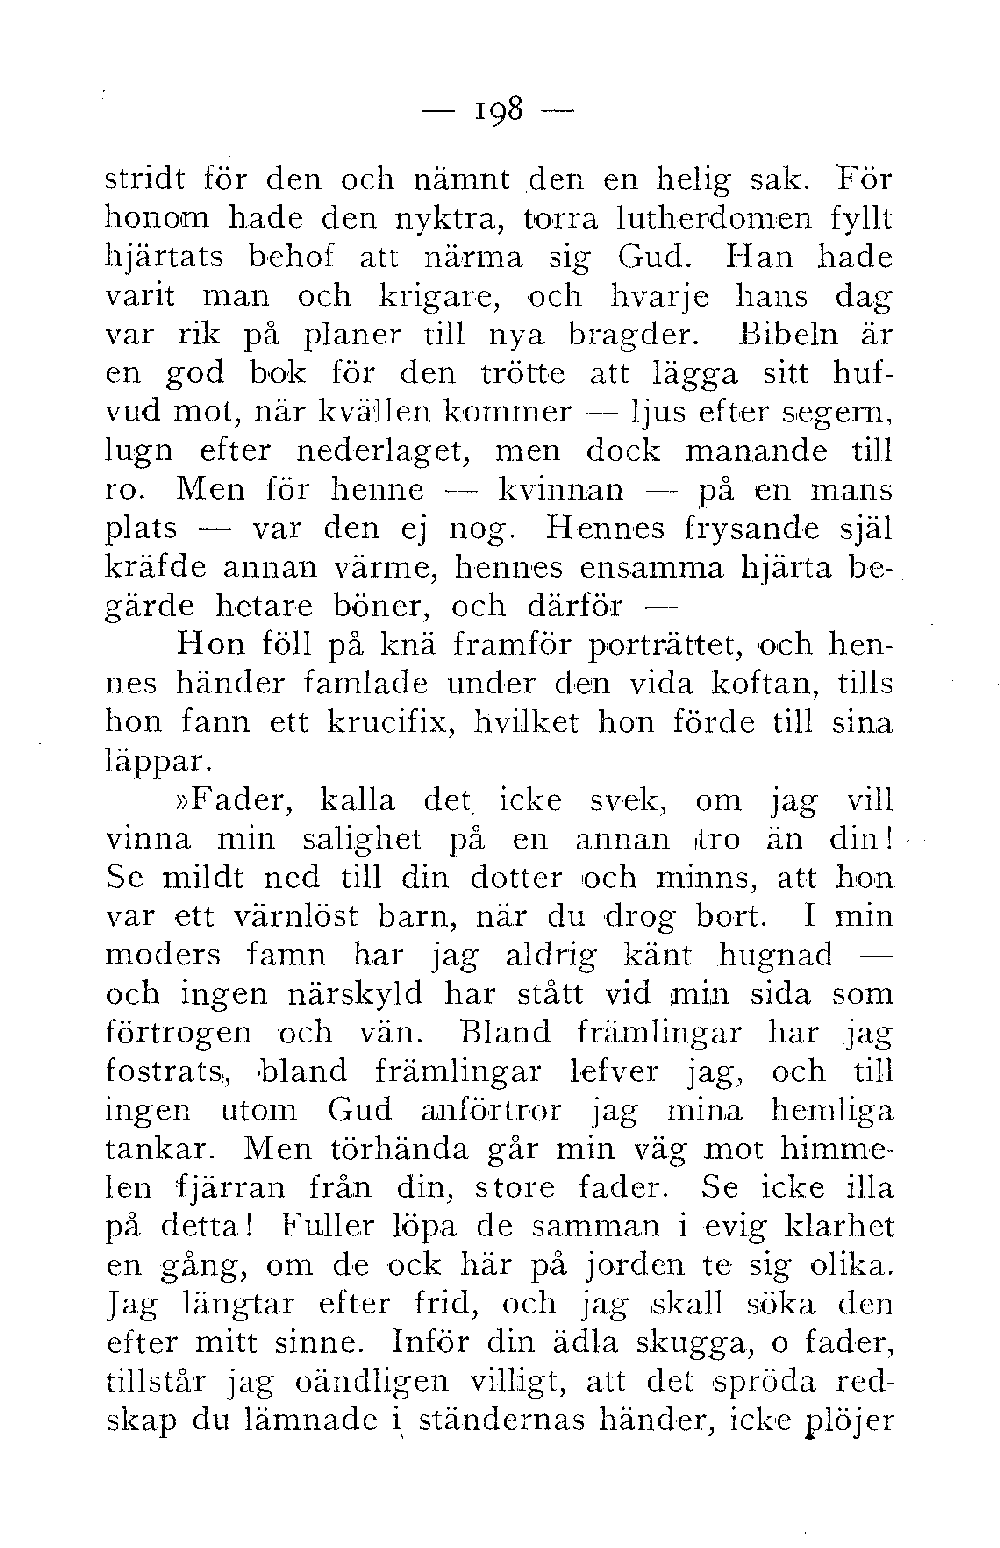 — 198 —
stridt för den och nämnt den en helig sak. För
honom hade den nyktra, torra lutherdomen fyllt
hjärtats behof att närma sig Gud. Han hade
varit man och krigare, och hvarje hans dag
var rik på planer till nya bragder. Bibeln är
en god bok för den trötte att lägga sitt huf-
vud mot, när kvällen kommer — ljus efter segern,
lugn efter nederlaget, men dock manande till
ro. Men för henne — kvinnan — på en mans
plats — var den ej nog. Hennes frysande själ
kräfde annan värme, hennes ensamma hjärta be-
gärde hetare böner, och därför —
Hon föll på knä framför porträttet, och hen-
nes händer famlade under den vida koftan, tills
hon fann ett krucifix, hvilket hon förde till sina
läppar.
»Fader, kalla det icke svek, om jag vill
vinna min salighet på en annan tro än din!
Se mildt ned till din dotter och minns, att hon
var ett värnlöst barn, när du drog bort. I min
moders famn har jag aldrig känt hugnad —
och ingen närskyld har stått vid min sida som
förtrogen och vän. Bland främlingar har jag
fostrats, bland främlingar lefver jag, och till
ingen utom Gud anförtror jag mina hemliga
tankar. Men törhända går min väg mot himme-
len fjärran från din, store fader. Se icke illa
på detta! Fuller löpa de samman i evig klarhet
en gång, om de ock här på jorden te sig olika.
Jag längtar efter frid, och jag skall söka den
efter mitt sinne. Inför din ädla skugga, o fader,
tillstår jag oändligen villigt, att det spröda red-
skap du lämnade i ständernas händer, icke plöjer